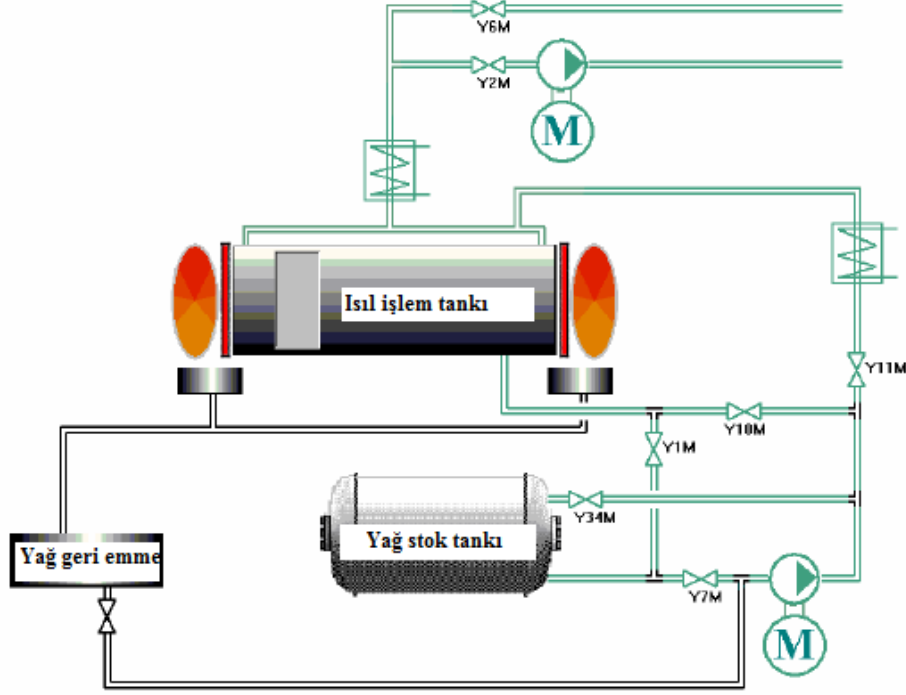 Y6M
Y2M
M
Isıl işlem tankı
Y11M
Y10M
Y1M
Y34M
Yağ stok tankı
Yağ geri emme
Y7M
M